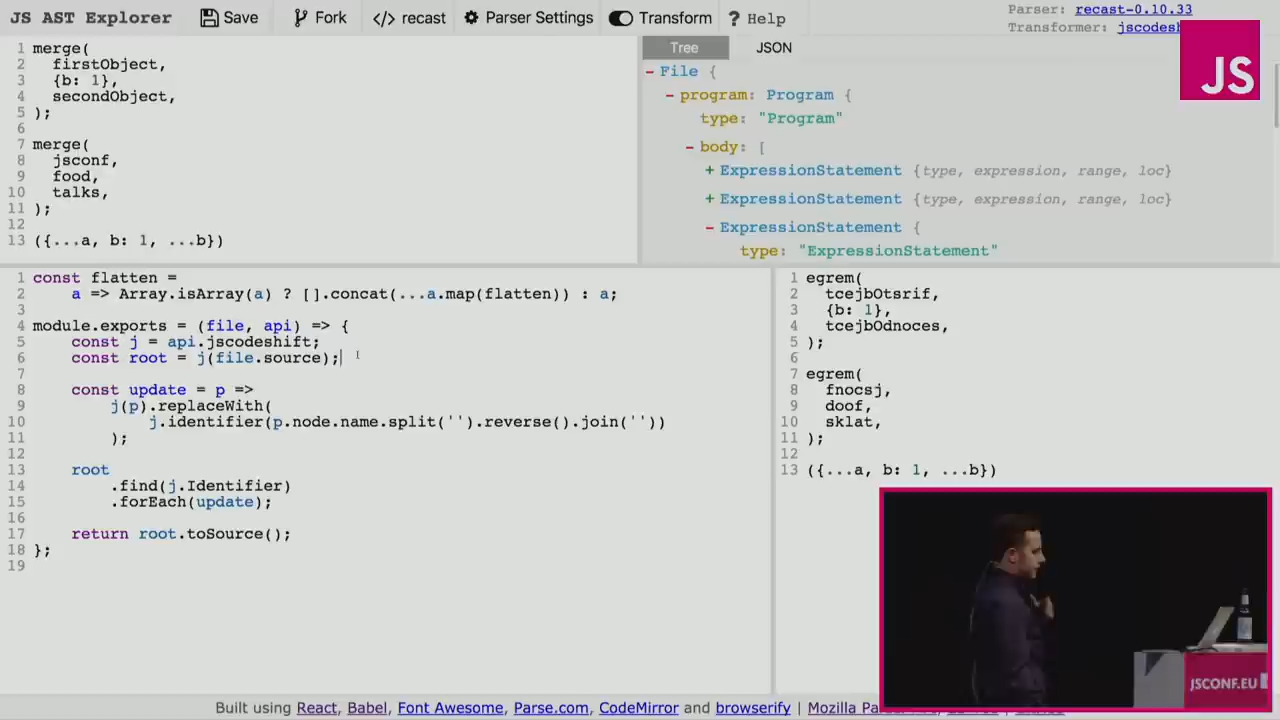 JS AST Explorer Save Fork </> recast Parser Settings Transform ? Help
Parser: recast-0.10.33
Transformer:
JS
1 merge(
2   firstObject,
3   {b: 1},
4   secondObject,
5 );
6
7 merge(
8   jsconf,
9   food,
10   talks,
11 );
12
13 ({...a, b: 1, ...b})
Tree JSON
- File {
- program: Program {
type: "Program"
- body: [
+ ExpressionStatement {type, expression, range, loc}
+ ExpressionStatement {type, expression, range, loc}
- ExpressionStatement {
type: "ExpressionStatement"
1 const flatten =
2     a => Array.isArray(a) ? [].concat(...a.map(flatten)) : a;
3
4 module.exports = (file, api) => {
5     const j = api.jscodeshift;
6     const root = j(file.source);
7
8     const update = p =>
9         j(p).replaceWith(
10             j.identifier(p.node.name.split('').reverse().join(''))
11         );
12
13     root
14         .find(j.Identifier)
15         .forEach(update);
16
17     return root.toSource();
18 };
19
1 egrem(
2   tcejbOtsrif,
3   {b: 1},
4   tcejbOdnoces,
5 );
6
7 egrem(
8   fnocsj,
9   doof,
10   sklat,
11 );
12
13 ({...a, b: 1, ...b})
JSCONF.EU
Built using React, Babel, Font Awesome, Parse.com, CodeMirror and browserify | Mozilla